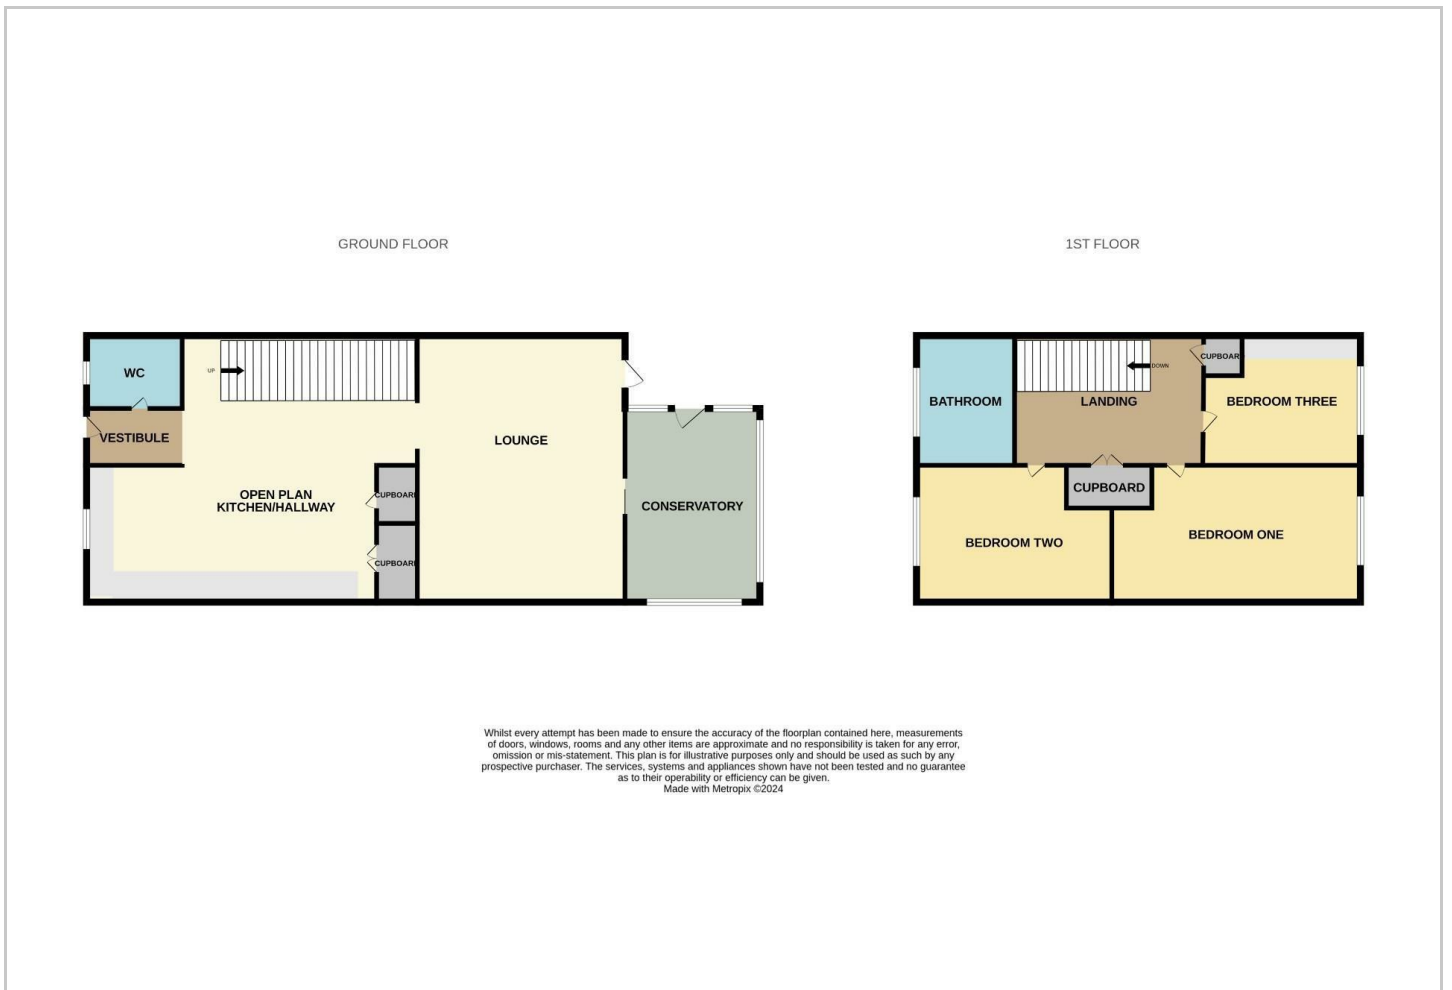 GROUND FLOOR
WC
UP
VESTIBULE
OPEN PLAN
KITCHEN/HALLWAY
CUPBOARD
CUPBOARD
LOUNGE
CONSERVATORY
1ST FLOOR
BATHROOM
DOWN
LANDING
CUPBOARD
BEDROOM THREE
CUPBOARD
BEDROOM TWO
BEDROOM ONE
Whilst every attempt has been made to ensure the accuracy of the floorplan contained here, measurements
of doors, windows, rooms and any other items are approximate and no responsibility is taken for any error,
omission or mis-statement. This plan is for illustrative purposes only and should be used as such by any
prospective purchaser. The services, systems and appliances shown have not been tested and no guarantee
as to their operability or efficiency can be given.
Made with Metropix ©2024